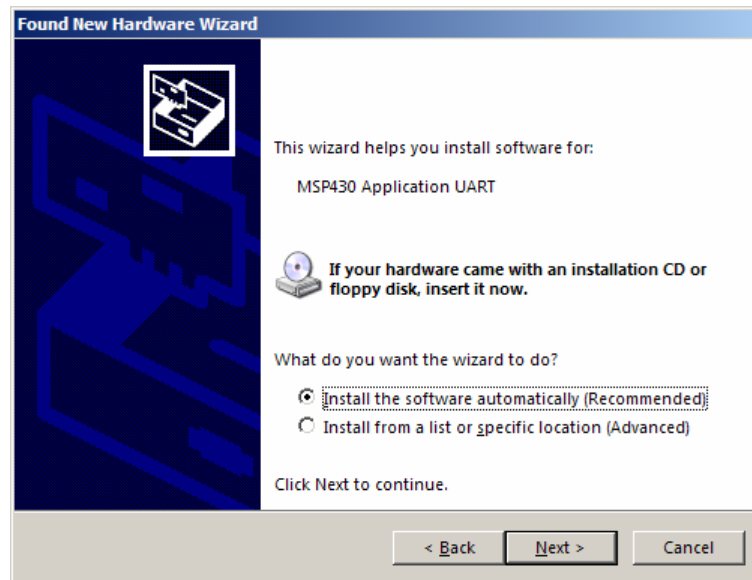 Found New Hardware Wizard
This wizard helps you install software for:
MSP430 Application UART
If your hardware came with an installation CD or
floppy disk, insert it now.
What do you want the wizard to do?
Install the software automatically (Recommended)
Install from a list or specific location (Advanced)
Click Next to continue.
< Back Next > Cancel